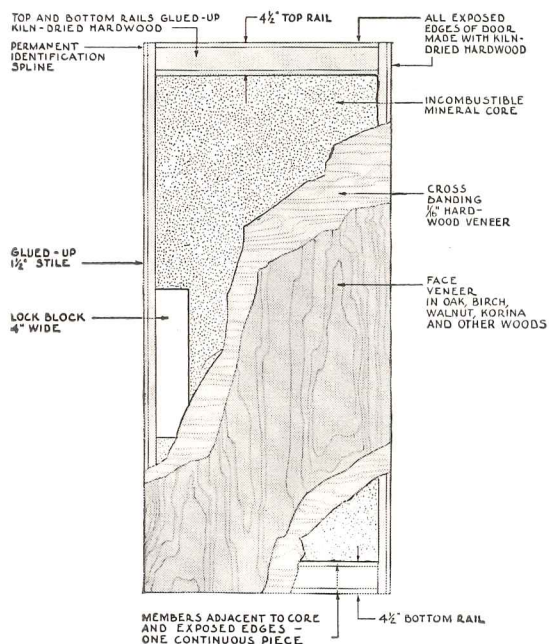 TOP AND BOTTOM RAILS GLUED-UP
KILN-DRIED HARDWOOD
4½" TOP RAIL
ALL EXPOSED
EDGES OF DOOR
MADE WITH KILN-
DRIED HARDWOOD
PERMANENT
IDENTIFICATION
SPLINE
INCOMBUSTIBLE
MINERAL CORE
CROSS
BANDING
1/16" HARD-
WOOD VENEER
GLUED-UP
1½" STILE
FACE
VENEER
IN OAK, BIRCH,
WALNUT, KORINA
AND OTHER WOODS
LOCK BLOCK
4" WIDE
MEMBERS ADJACENT TO CORE
AND EXPOSED EDGES –
ONE CONTINUOUS PIECE
4½" BOTTOM RAIL